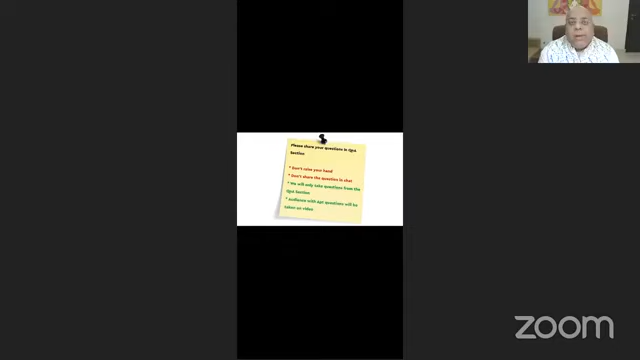 Please share your questions in Q&A
Section
* Don't raise your hand
* Don't share the question in chat
* We will only take questions from the
Q&A Section
* Audience with apt questions will be
taken on video
zoom